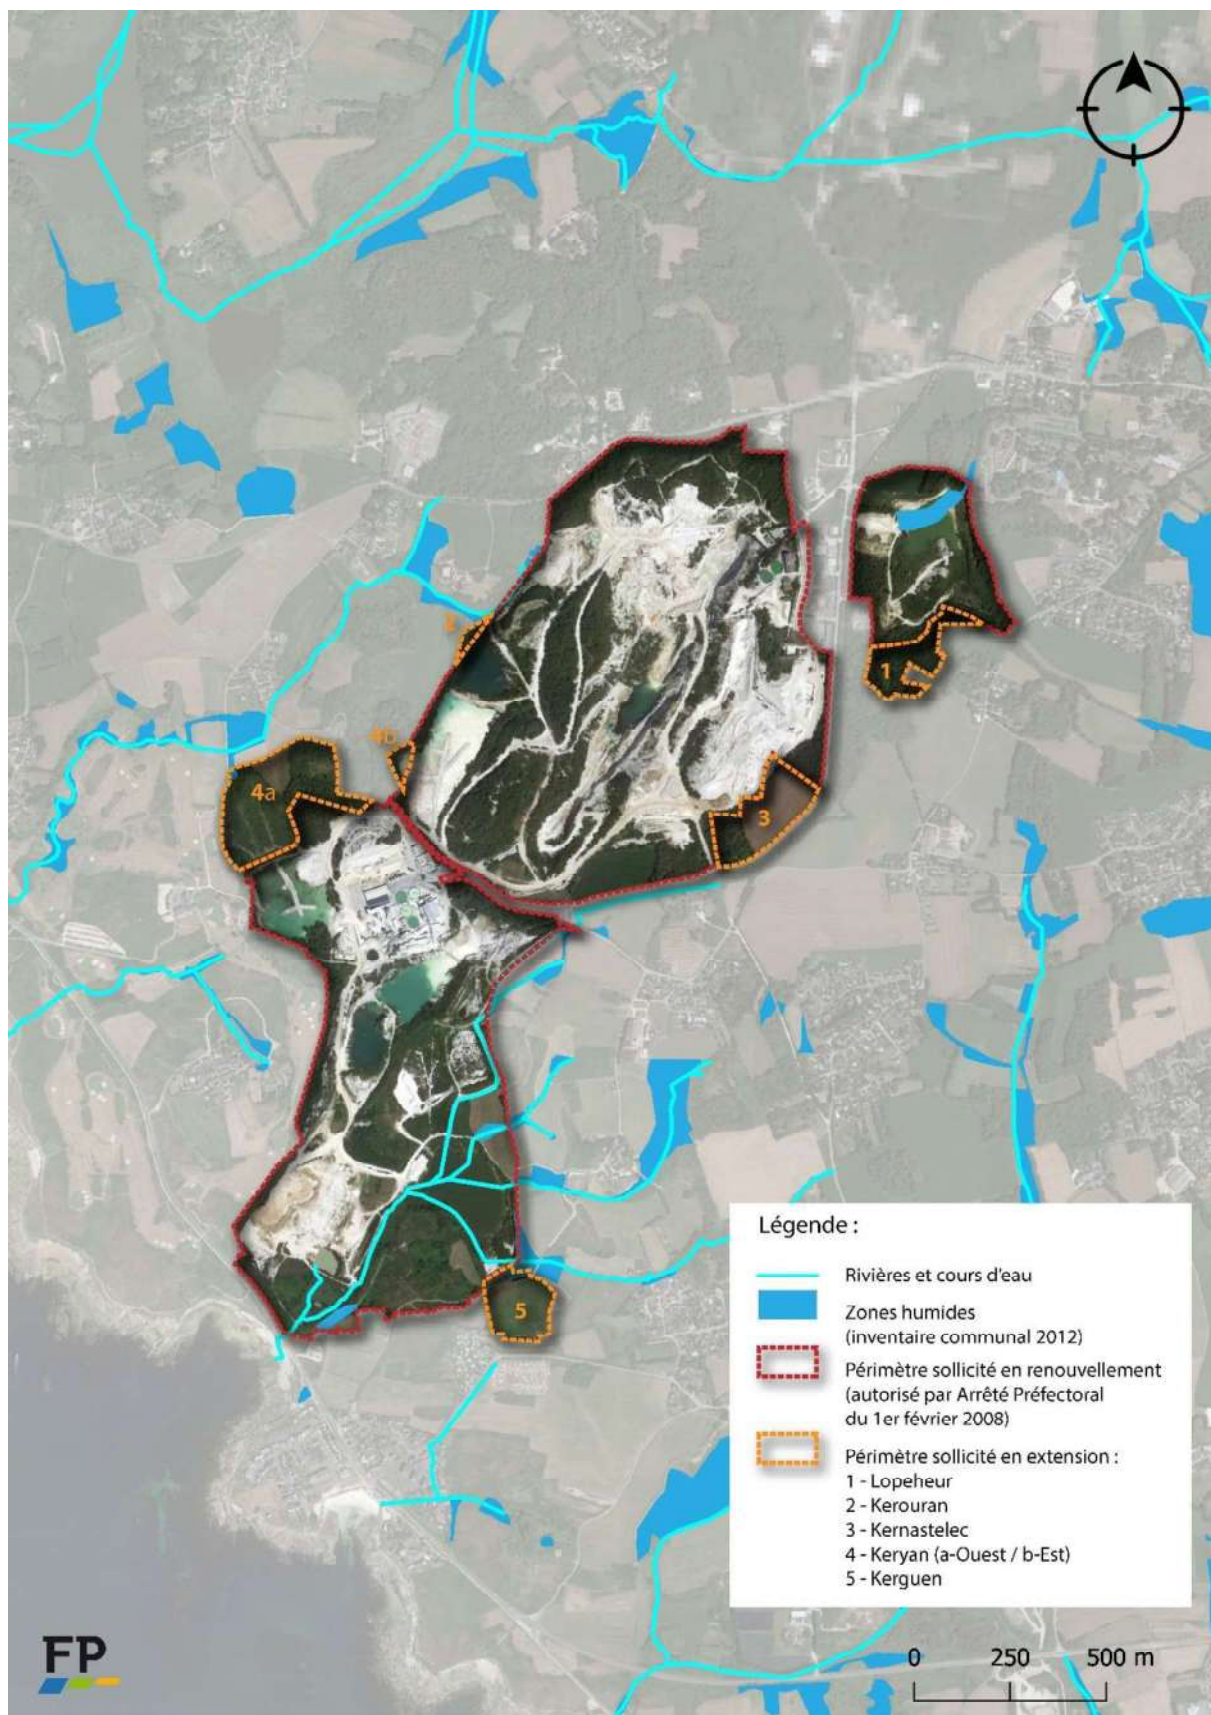 2
1
4b
4a
3
5
Légende :
Rivières et cours d'eau
Zones humides
(inventaire communal 2012)
Périmètre sollicité en renouvellement
(autorisé par Arrêté Préfectoral
du 1er février 2008)
Périmètre sollicité en extension :
1 - Lopeheur
2 - Kerouran
3 - Kernastelec
4 - Keryan (a-Ouest / b-Est)
5 - Kerguen
FP
0 250 500 m